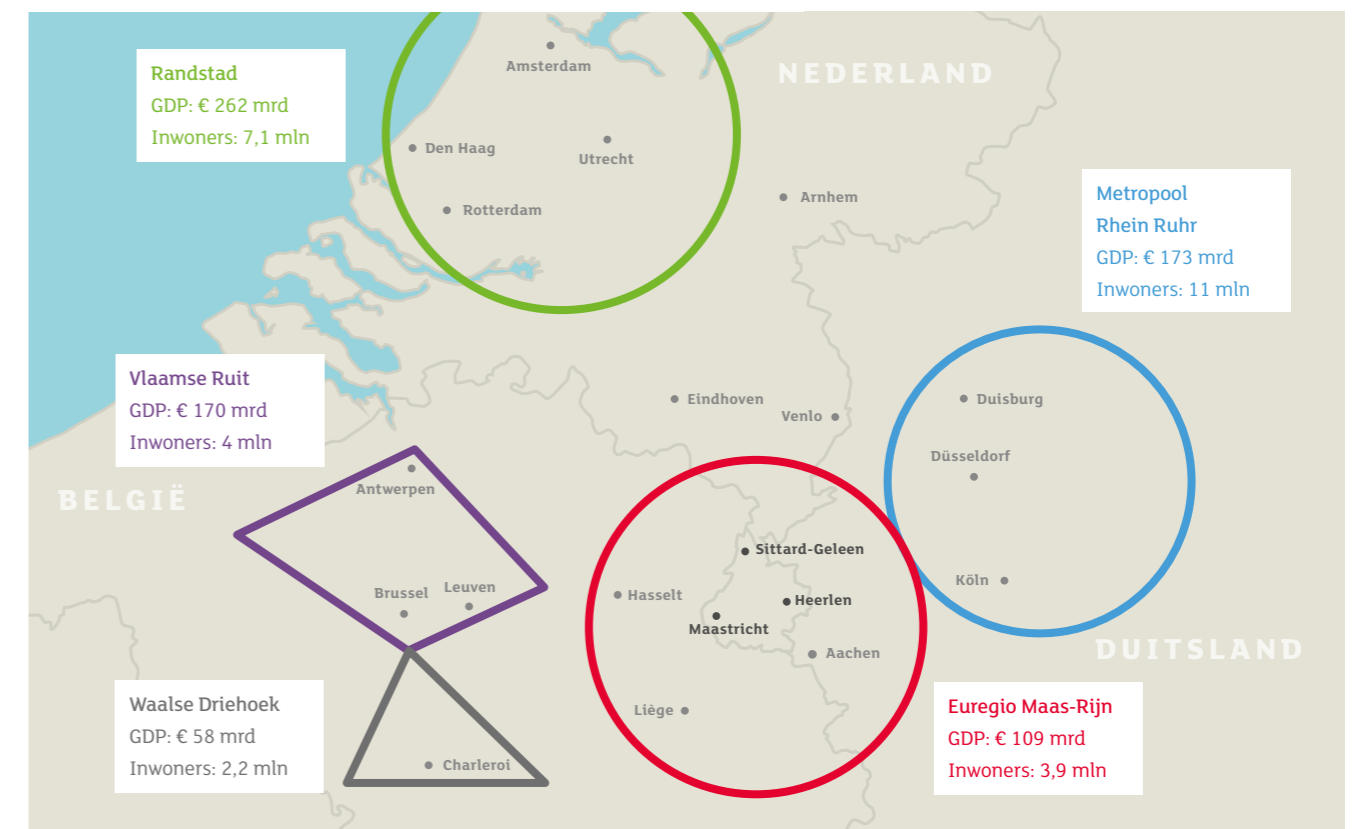 Randstad
GDP: € 262 mrd
Inwoners: 7,1 mln
Amsterdam
NEDERLAND
Den Haag
Utrecht
Rotterdam
Arnhem
Metropool
Rhein Ruhr
GDP: € 173 mrd
Inwoners: 11 mln
Vlaamse Ruit
GDP: € 170 mrd
Inwoners: 4 mln
Eindhoven
Venlo
Duisburg
Düsseldorf
BELGIË
Antwerpen
Sittard-Geleen
Köln
Brussel
Leuven
Hasselt
Heerlen
Maastricht
Aachen
DUITSLAND
Liège
Waalse Driehoek
GDP: € 58 mrd
Inwoners: 2,2 mln
Charleroi
Euregio Maas-Rijn
GDP: € 109 mrd
Inwoners: 3,9 mln